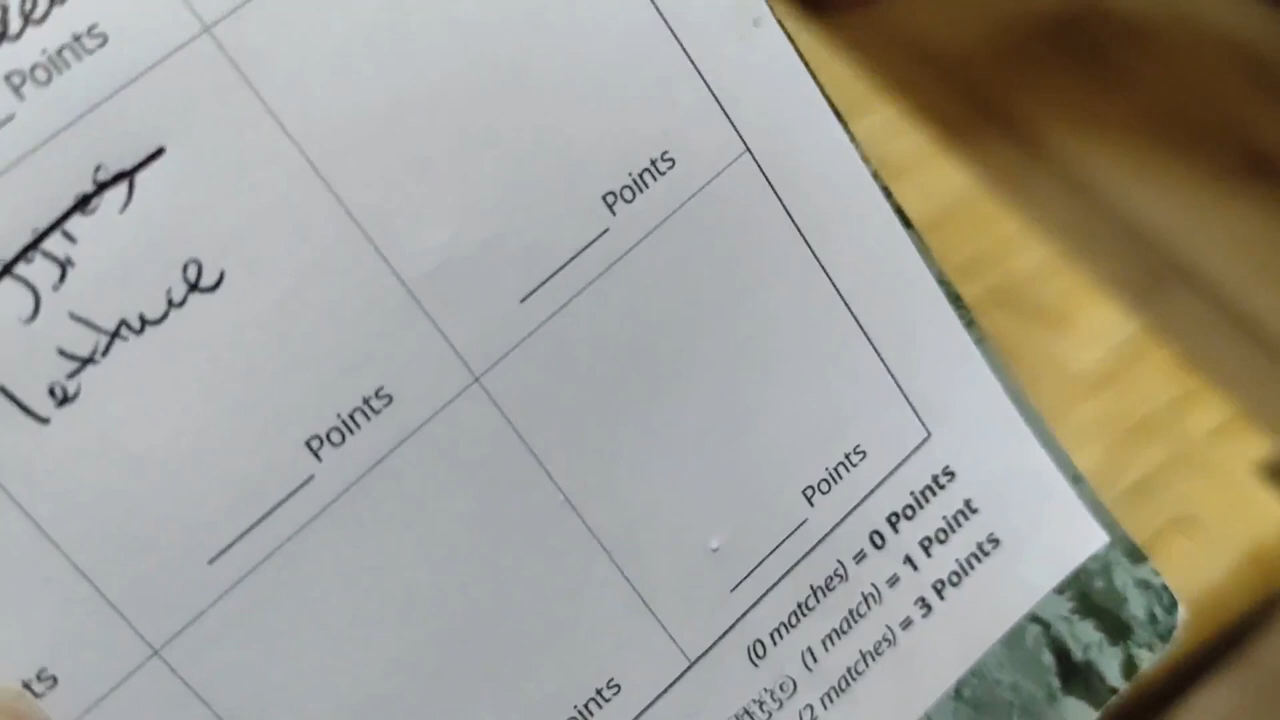 Points
lettuce
Points
Points
Points
(0 matches) = 0 Points
(1 match) = 1 Point
(2 matches) = 3 Points